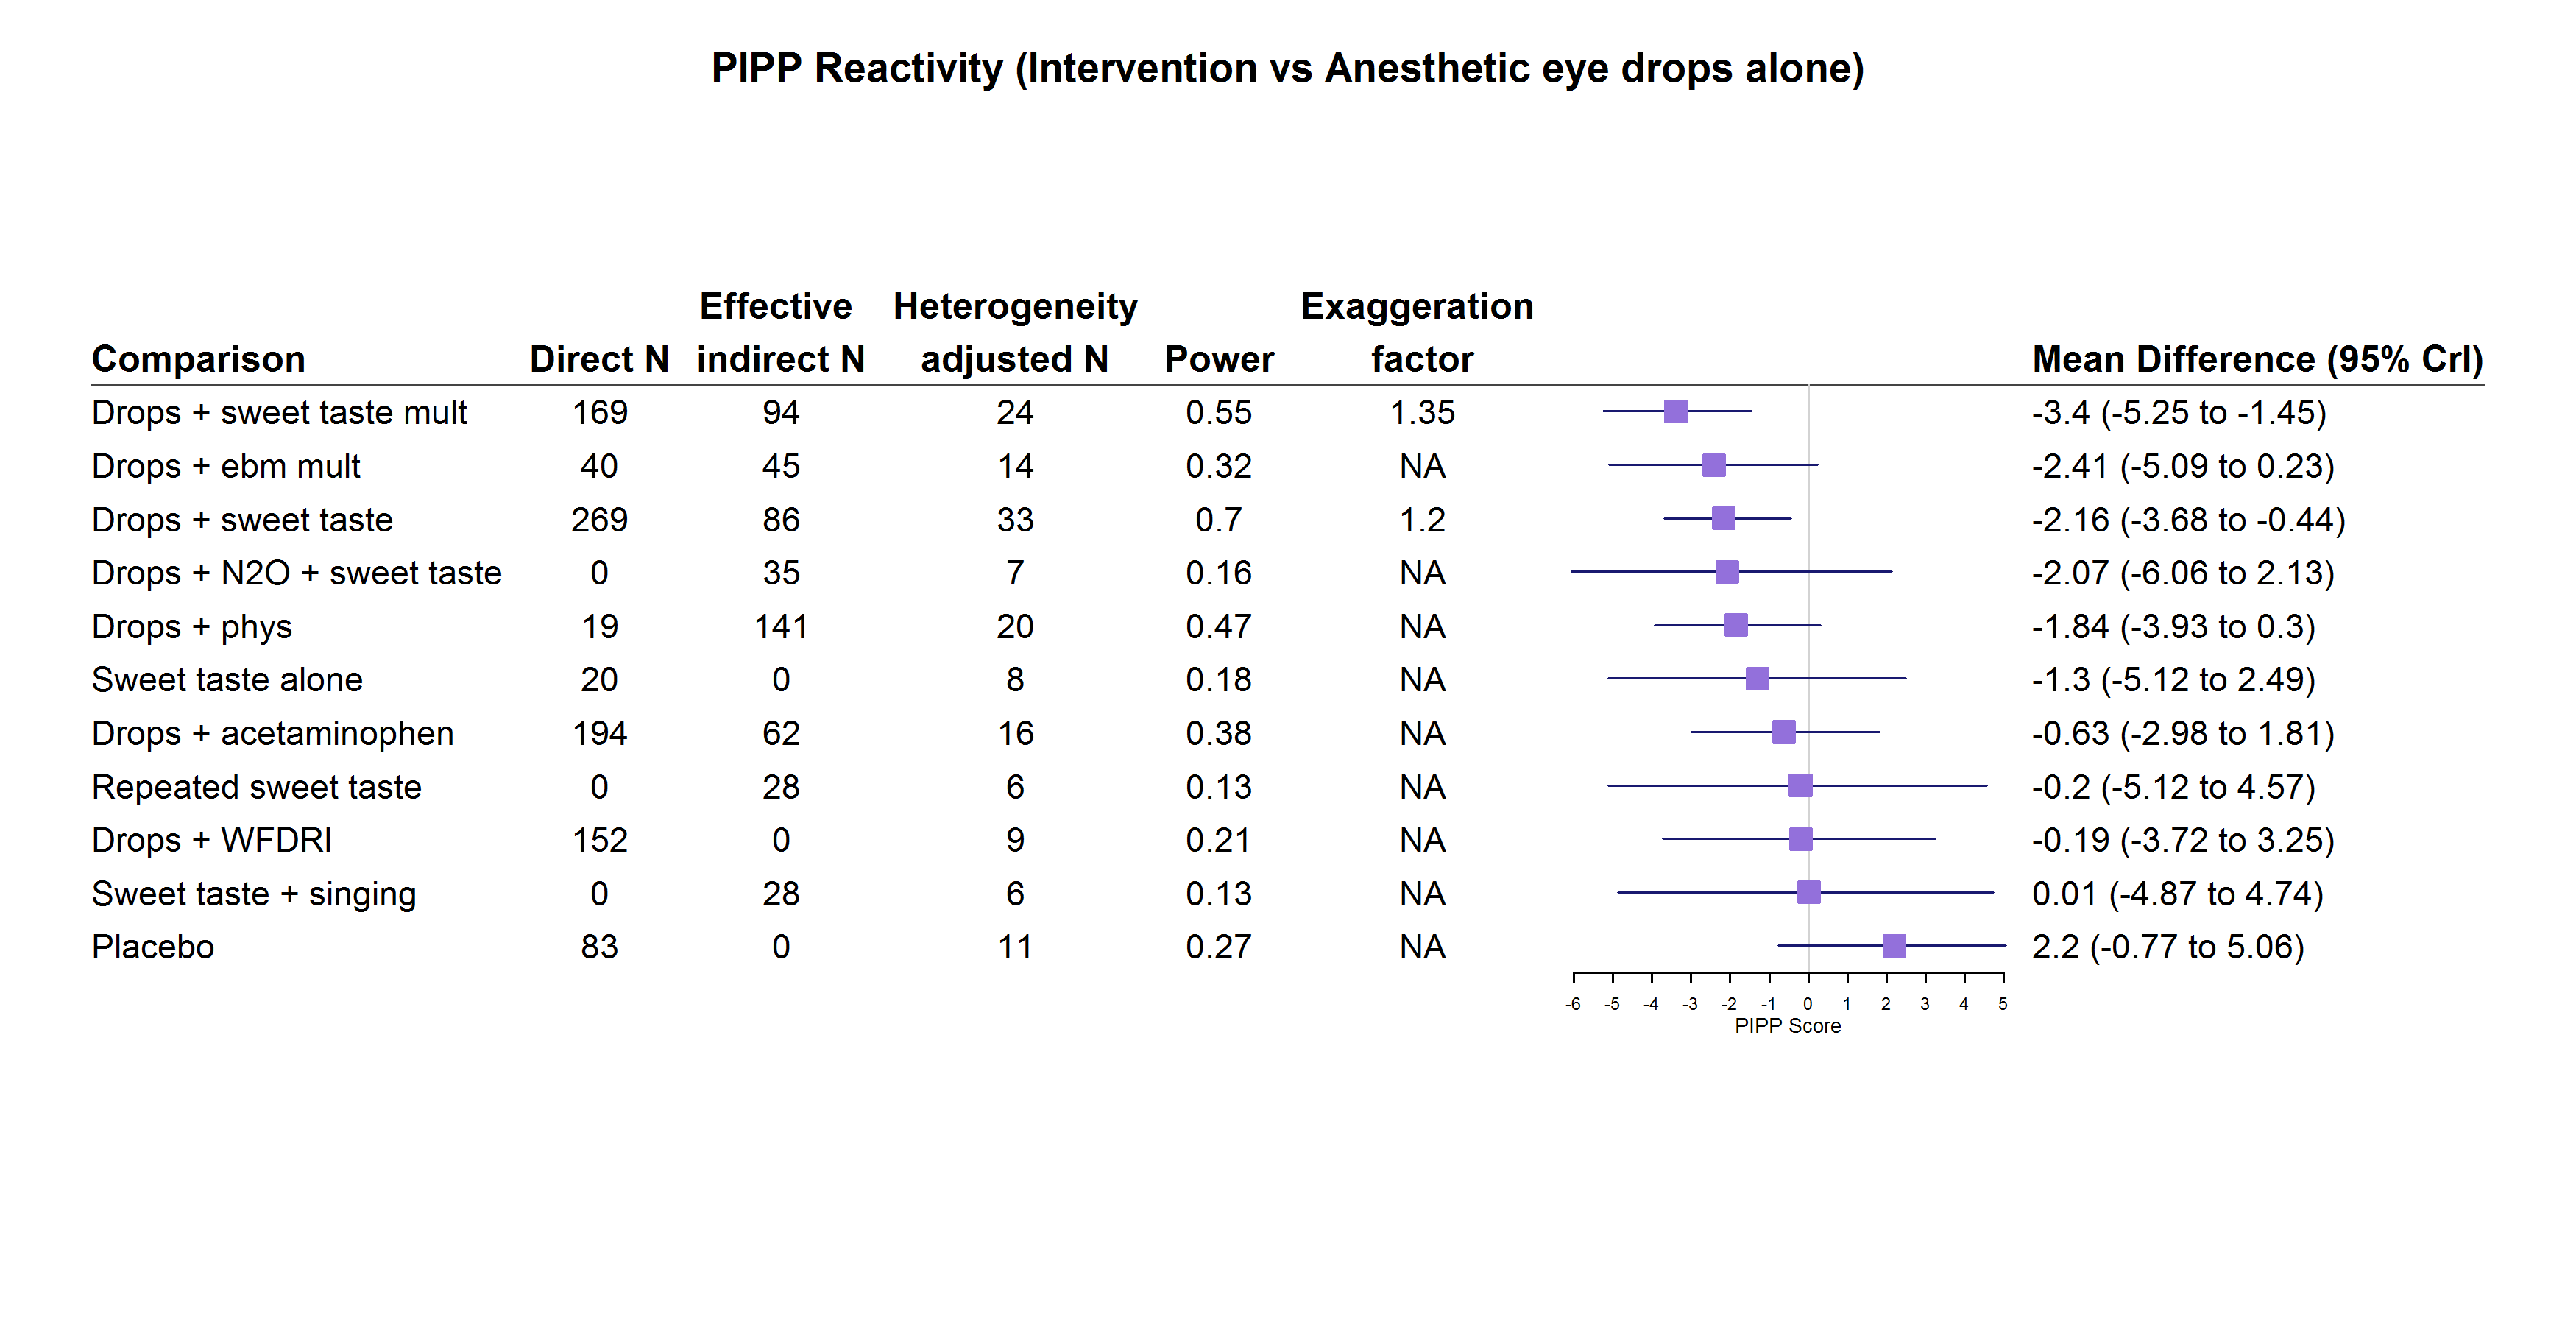 PIPP Reactivity (Intervention vs Anesthetic eye drops alone)
Effective Heterogeneity Exaggeration
Comparison Direct N indirect N adjusted N Power factor Mean Difference (95% CrI)
Drops + sweet taste mult 169 94 24 0.55 1.35 -3.4 (-5.25 to -1.45)
Drops + ebm mult 40 45 14 0.32 NA -2.41 (-5.09 to 0.23)
Drops + sweet taste 269 86 33 0.7 1.2 -2.16 (-3.68 to -0.44)
Drops + N2O + sweet taste 0 35 7 0.16 NA -2.07 (-6.06 to 2.13)
Drops + phys 19 141 20 0.47 NA -1.84 (-3.93 to 0.3)
Sweet taste alone 20 0 8 0.18 NA -1.3 (-5.12 to 2.49)
Drops + acetaminophen 194 62 16 0.38 NA -0.63 (-2.98 to 1.81)
Repeated sweet taste 0 28 6 0.13 NA -0.2 (-5.12 to 4.57)
Drops + WFDRI 152 0 9 0.21 NA -0.19 (-3.72 to 3.25)
Sweet taste + singing 0 28 6 0.13 NA 0.01 (-4.87 to 4.74)
Placebo 83 0 11 0.27 NA 2.2 (-0.77 to 5.06)
-6 -5 -4 -3 -2 -1 0 1 2 3 4 5
PIPP Score